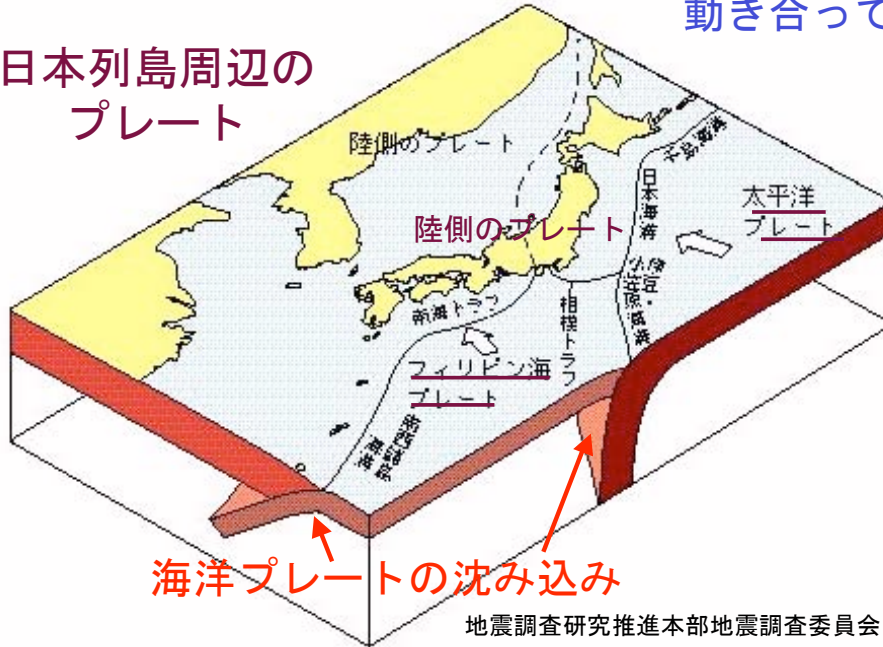 動き合って
日本列島周辺の
プレート
陸側のプレート
陸側のプレート
日本海溝
太平洋
プレート
伊豆・
小笠原海溝
南海トラフ
相模トラフ
フィリピン海
プレート
南西諸島
海溝
海洋プレートの沈み込み
地震調査研究推進本部地震調査委員会